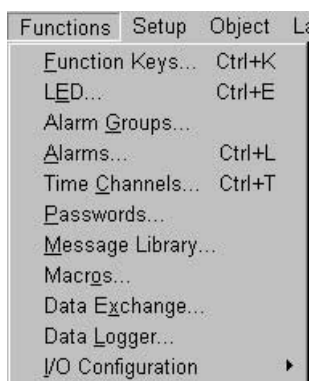 Functions Setup Object La
Function Keys... Ctrl+K
LED... Ctrl+E
Alarm Groups...
Alarms... Ctrl+L
Time Channels... Ctrl+T
Passwords...
Message Library...
Macros...
Data Exchange...
Data Logger...
I/O Configuration